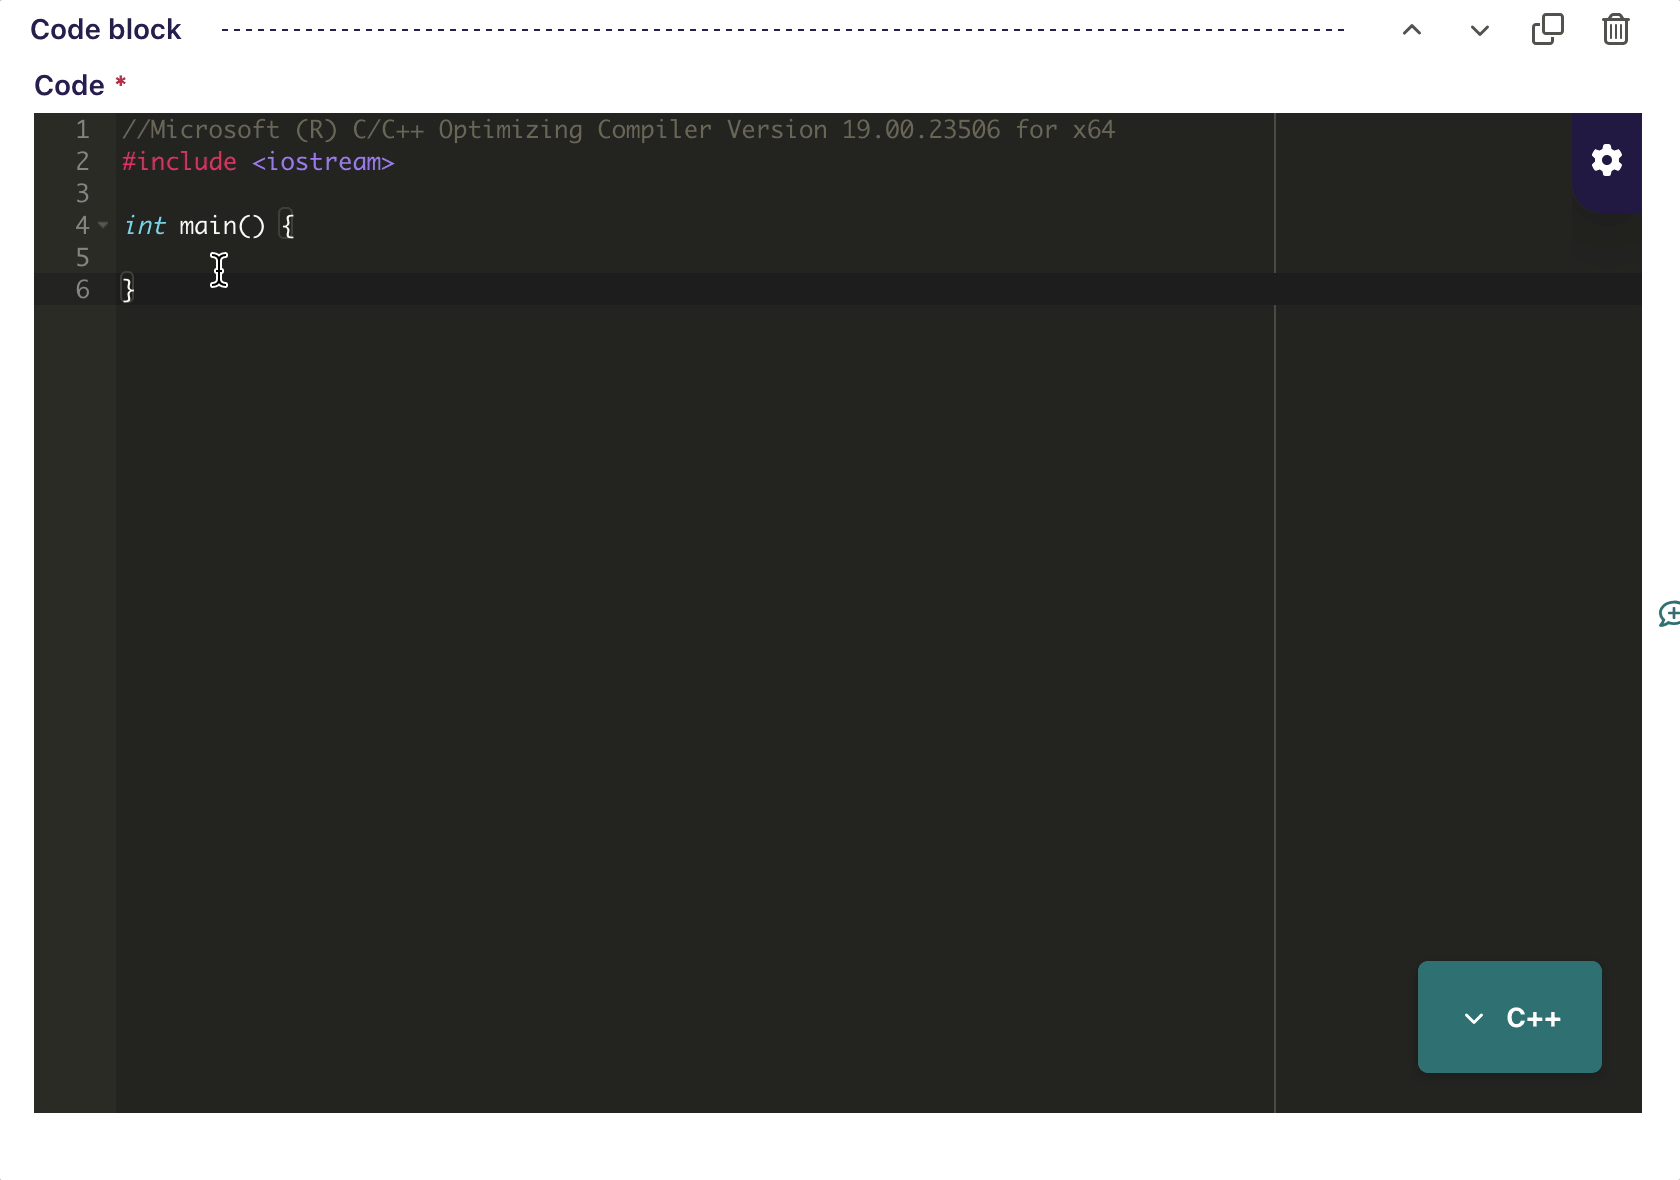 Code block
Code *
1 //Microsoft (R) C/C++ Optimizing Compiler Version 19.00.23506 for x64
2 #include <iostream>
3
4 int main() {
5
6 }
C++